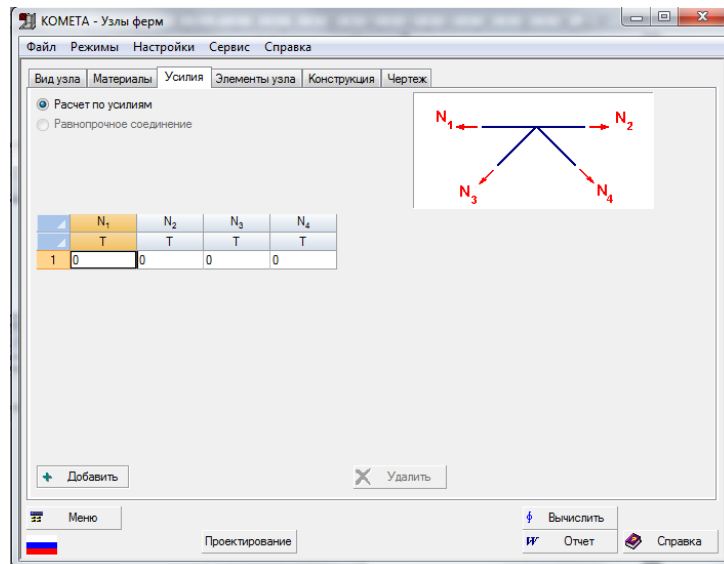 КОМЕТА - Узлы ферм
Файл Режимы Настройки Сервис Справка
Вид узла Материалы Усилия Элементы узла Конструкция Чертеж
Расчет по усилиям
Равнопрочное соединение
N1 N2
N3 N4
N1 N2 N3 N4
Т Т Т Т
1 0 0 0 0
Добавить Удалить
Меню Вычислить
Проектирование W Отчет Справка